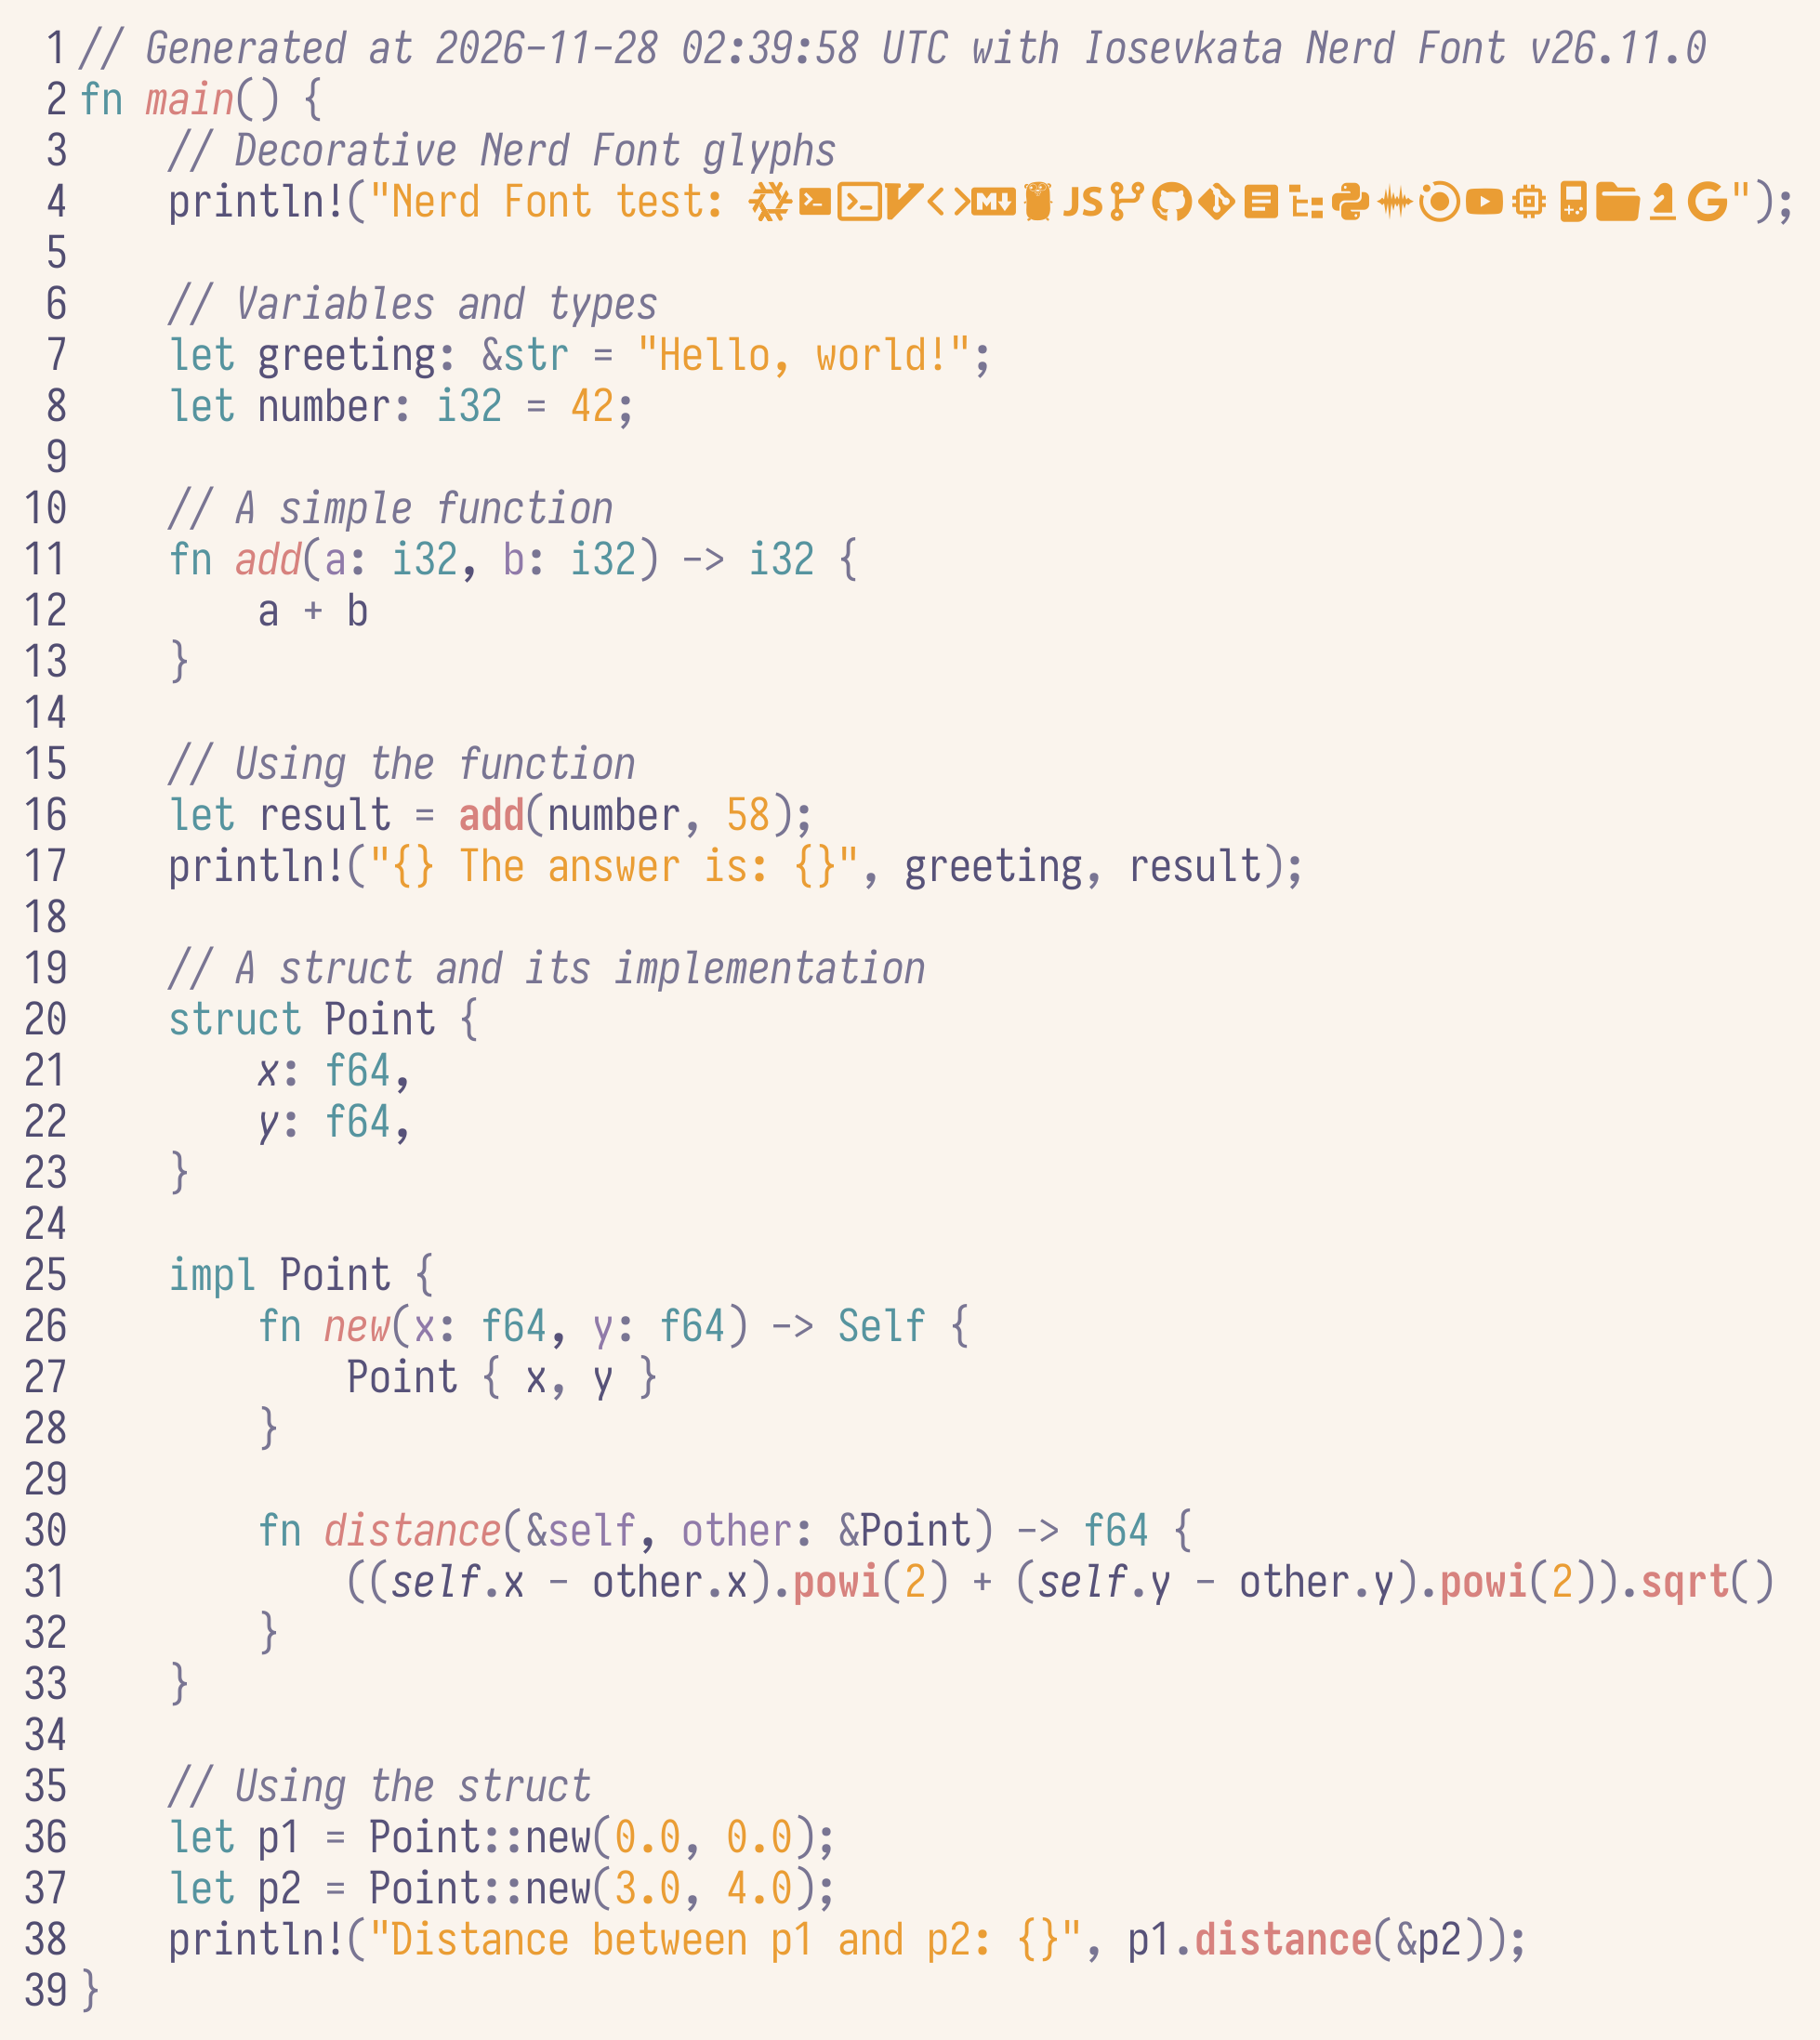 1 // Generated at 2026-11-28 02:39:58 UTC with Iosevkata Nerd Font v26.11.0
2 fn main() {
3     // Decorative Nerd Font glyphs
4     println!("Nerd Font test: ");
5
6     // Variables and types
7     let greeting: &str = "Hello, world!";
8     let number: i32 = 42;
9
10     // A simple function
11     fn add(a: i32, b: i32) -> i32 {
12         a + b
13     }
14
15     // Using the function
16     let result = add(number, 58);
17     println!("{} The answer is: {}", greeting, result);
18
19     // A struct and its implementation
20     struct Point {
21         x: f64,
22         y: f64,
23     }
24
25     impl Point {
26         fn new(x: f64, y: f64) -> Self {
27             Point { x, y }
28         }
29
30         fn distance(&self, other: &Point) -> f64 {
31             ((self.x - other.x).powi(2) + (self.y - other.y).powi(2)).sqrt()
32         }
33     }
34
35     // Using the struct
36     let p1 = Point::new(0.0, 0.0);
37     let p2 = Point::new(3.0, 4.0);
38     println!("Distance between p1 and p2: {}", p1.distance(&p2));
39 }